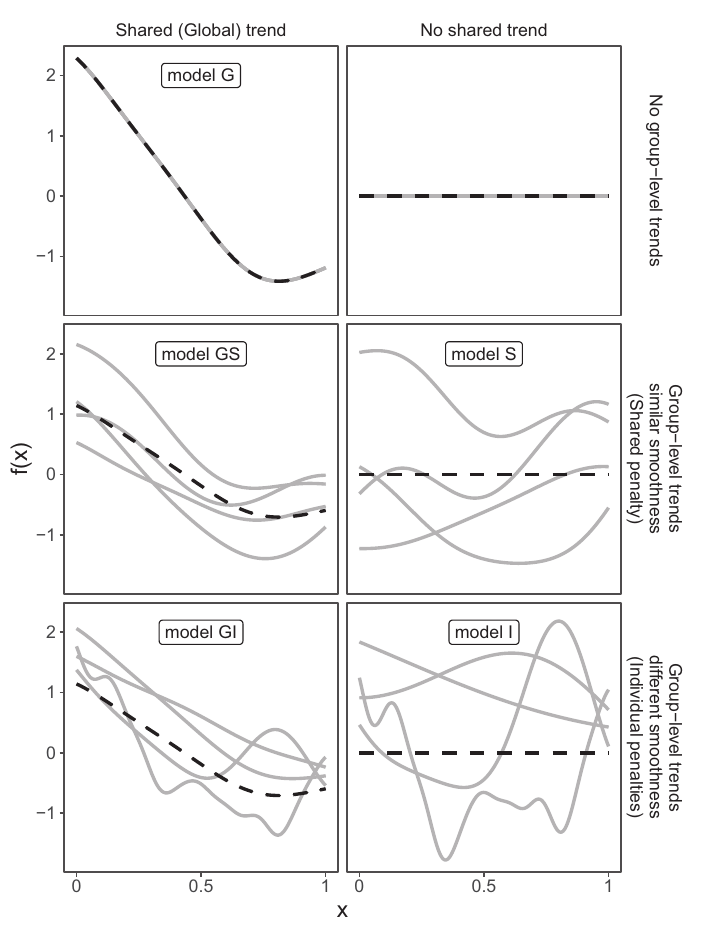 Shared (Global) trend
No shared trend
model G
2
1
0
−1
No group−level trends
model GS
model S
2
1
0
−1
f(x)
Group−level trends
similar smoothness
(Shared penalty)
model GI
model I
2
1
0
−1
Group−level trends
different smoothness
(Individual penalties)
0
0.5
1
0
0.5
1
x